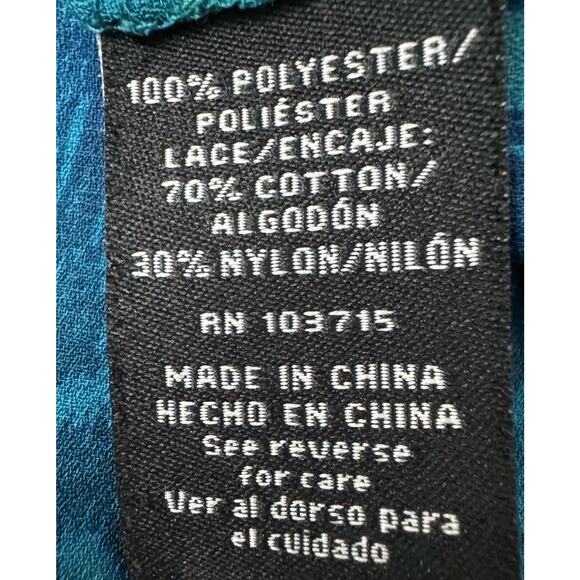 100% POLYESTER/
POLIÉSTER
LACE/ENCAJE:
70% COTTON/
ALGODÓN
30% NYLON/NILÓN
RN 103715
MADE IN CHINA
HECHO EN CHINA
See reverse
for care
Ver al dorso para
el cuidado